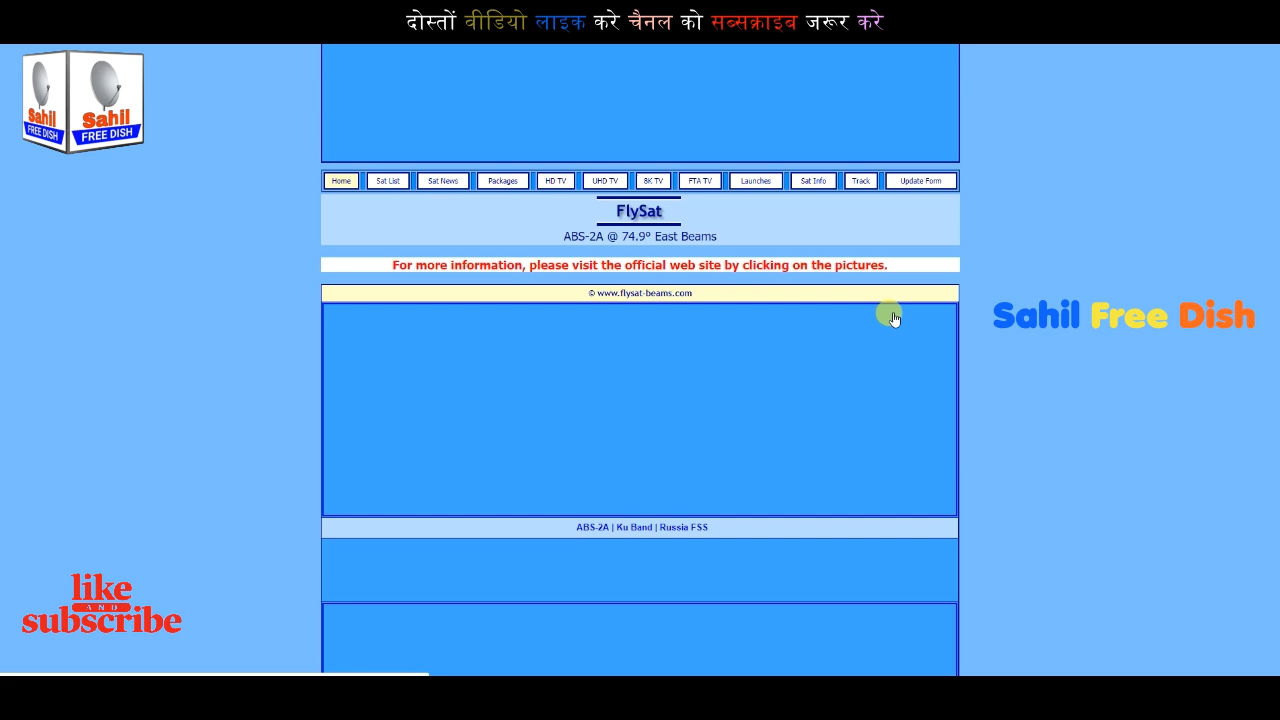 दोस्तों वीडियो लाइक करे चैनल को सब्सक्राइब जरूर करे
Sahil
FREE DISH
Sahil
FREE DISH
Home Sat List Sat News Packages HD TV UHD TV 8K TV FTA TV Launches Sat Info Track Update Form
FlySat
ABS-2A @ 74.9° East Beams
For more information, please visit the official web site by clicking on the pictures.
© www.flysat-beams.com
Sahil Free Dish
ABS-2A | Ku Band | Russia FSS
like
AND
subscribe